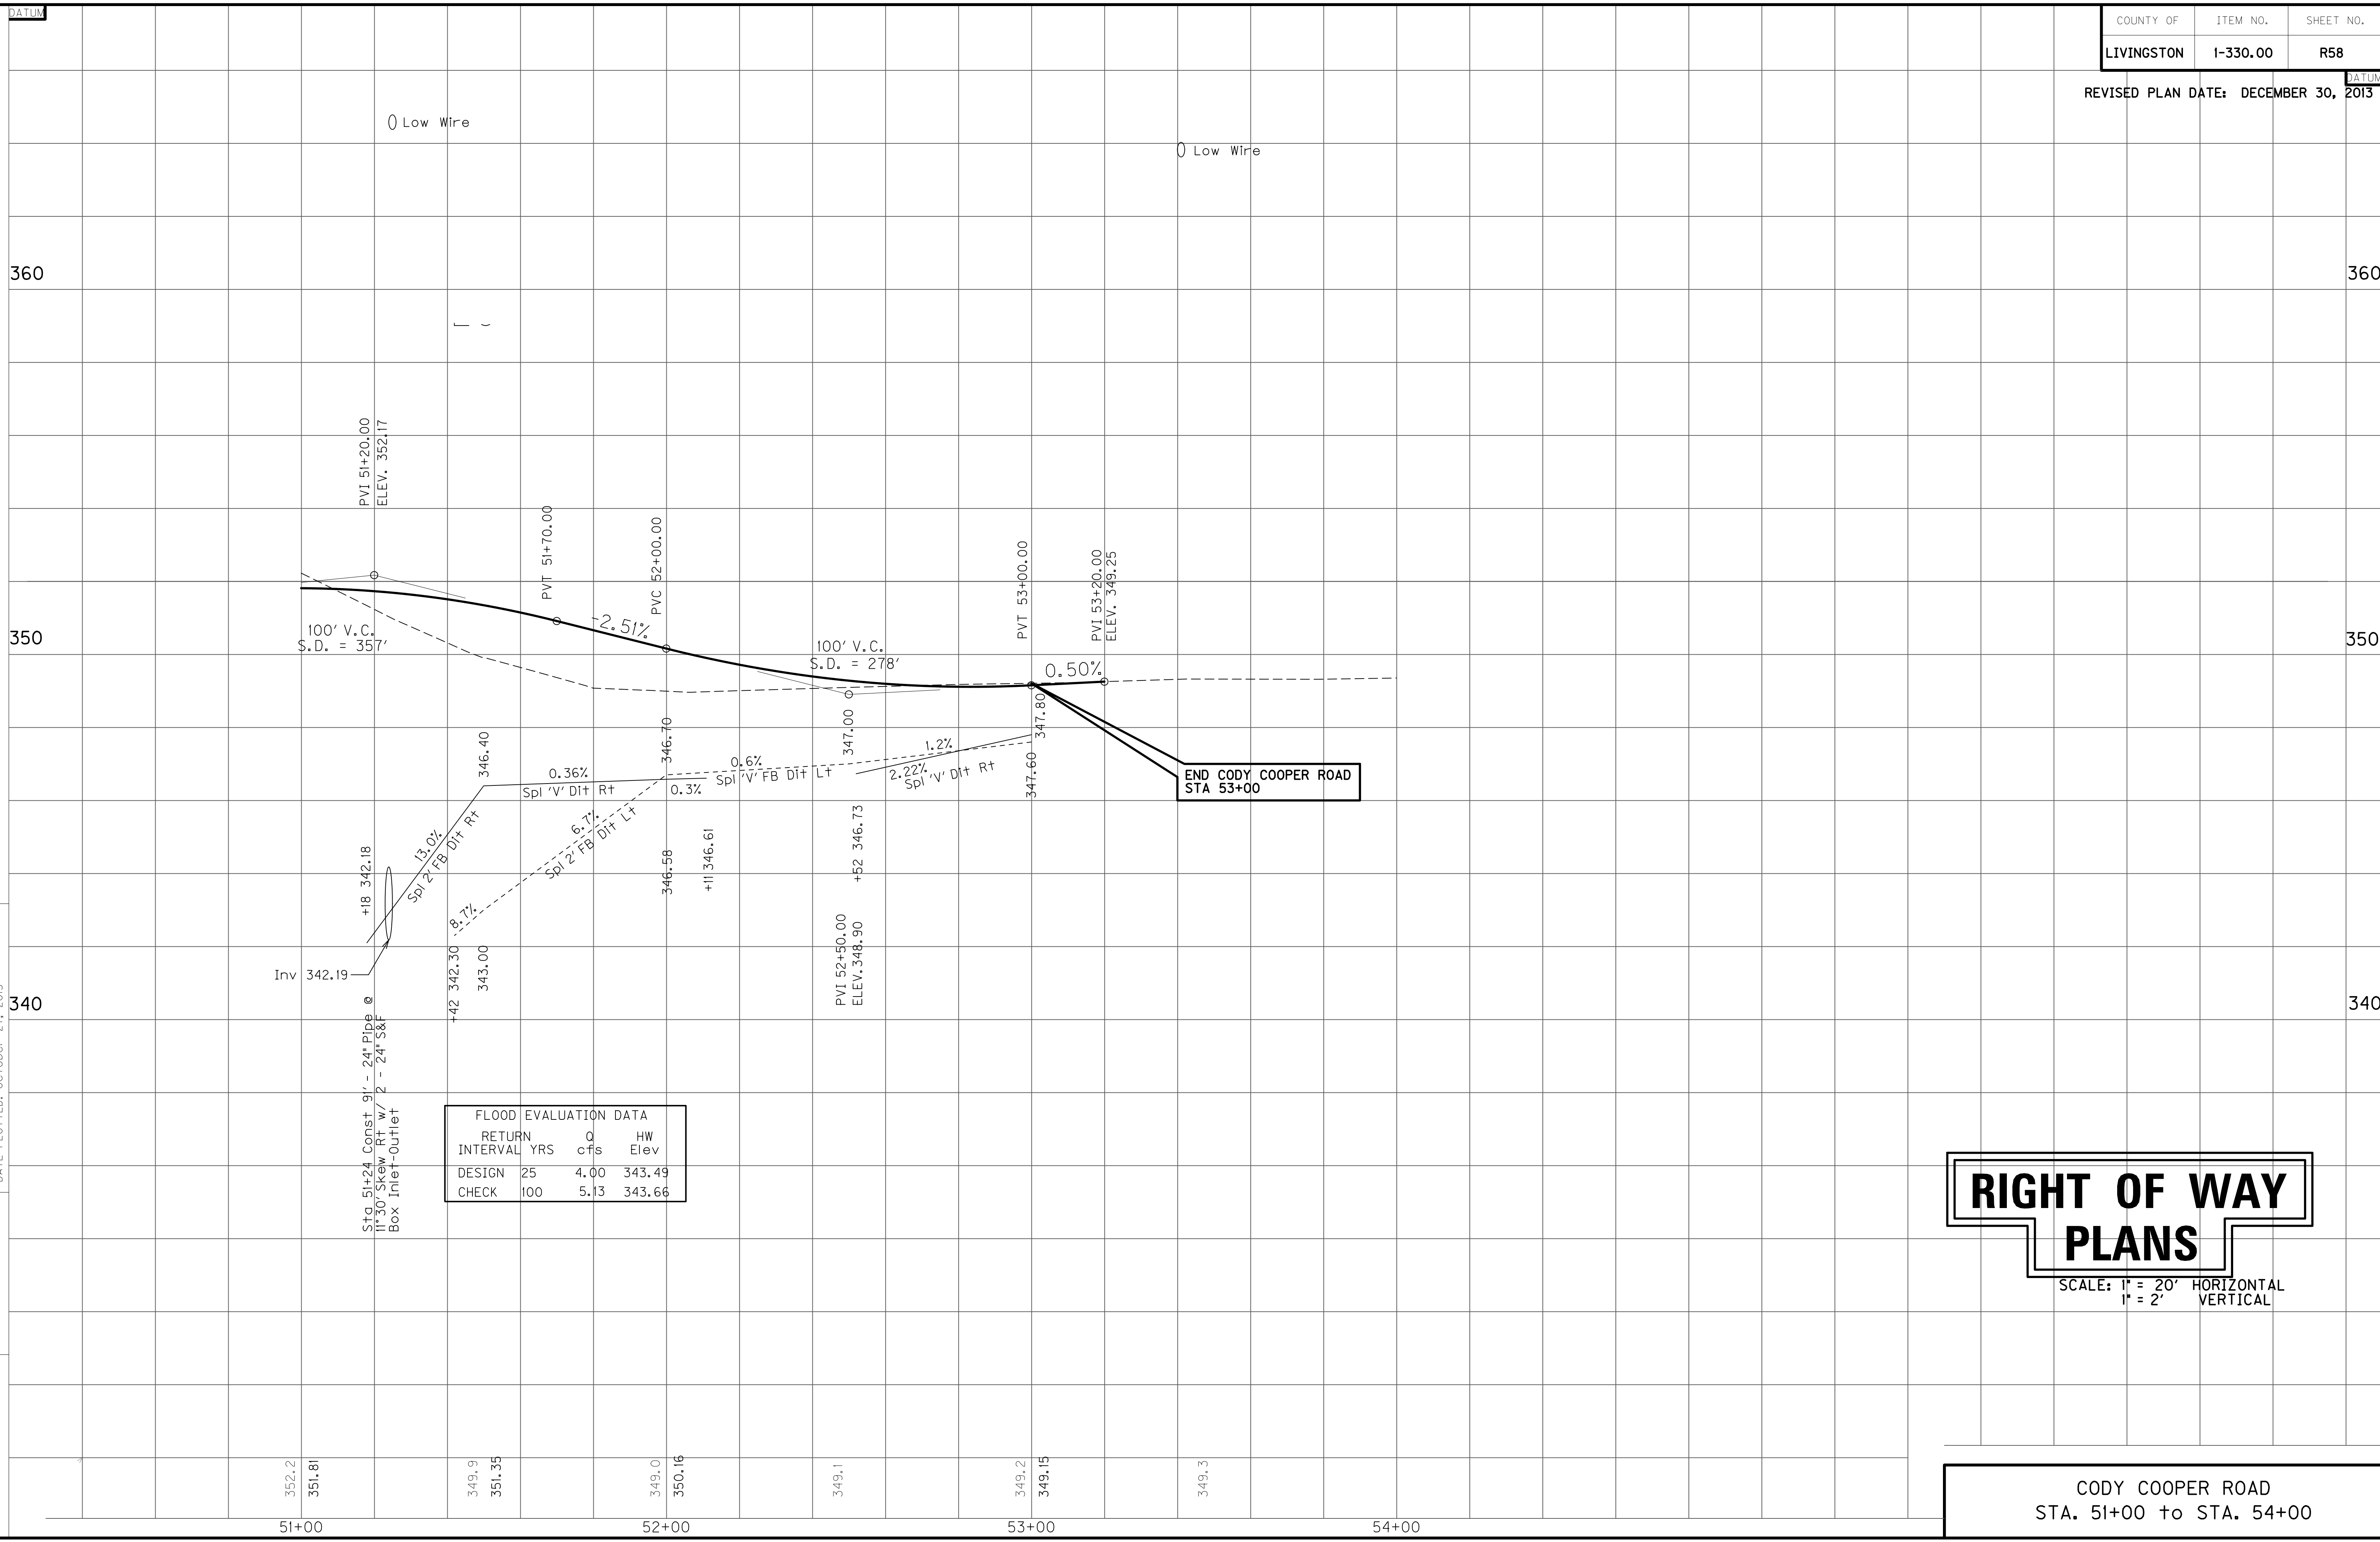 DATUM
COUNTY OF ITEM NO. SHEET NO.
LIVINGSTON 1-330.00 R58
DATUM
REVISED PLAN DATE: DECEMBER 30, 2013
Low Wire
Low Wire
360
360
PVI 51+20.00
ELEV. 352.17
PVT 51+70.00
PVC 52+00.00
PVT 53+00.00
PVI 53+20.00
ELEV. 349.25
-2.51%
100' V.C.
S.D. = 357'
350
100' V.C.
S.D. = 278'
0.50%
350
346.40
346.70
347.00
347.80
347.60
0.36%
Spl 'V' Dit Rt
0.3%
0.6%
Spl 'V' FB Dit Lt
1.2%
2.22%
Spl 'V' Dit Rt
END CODY COOPER ROAD
STA 53+00
13.0%
Spl 2' FB Dit Rt
6.7%
Spl 2' FB Dit Lt
8.7%
+18 342.18
346.58
+11 346.61
+52 346.73
Inv 342.19
+42 342.30
343.00
PVI 52+50.00
ELEV. 348.90
340
340
Sta 51+24 Const 91' - 24" Pipe @
11°30' Skew Rt w/ 2 - 24" S&F
Box Inlet-Outlet
FLOOD EVALUATION DATA
RETURN Q HW
INTERVAL YRS cfs Elev
DESIGN 25 4.00 343.49
CHECK 100 5.13 343.66
RIGHT OF WAY
PLANS
SCALE: 1" = 20' HORIZONTAL
1" = 2' VERTICAL
352.2
351.81
349.9
351.35
349.0
350.16
349.1
349.2
349.15
349.3
51+00 52+00 53+00 54+00
CODY COOPER ROAD
STA. 51+00 to STA. 54+00